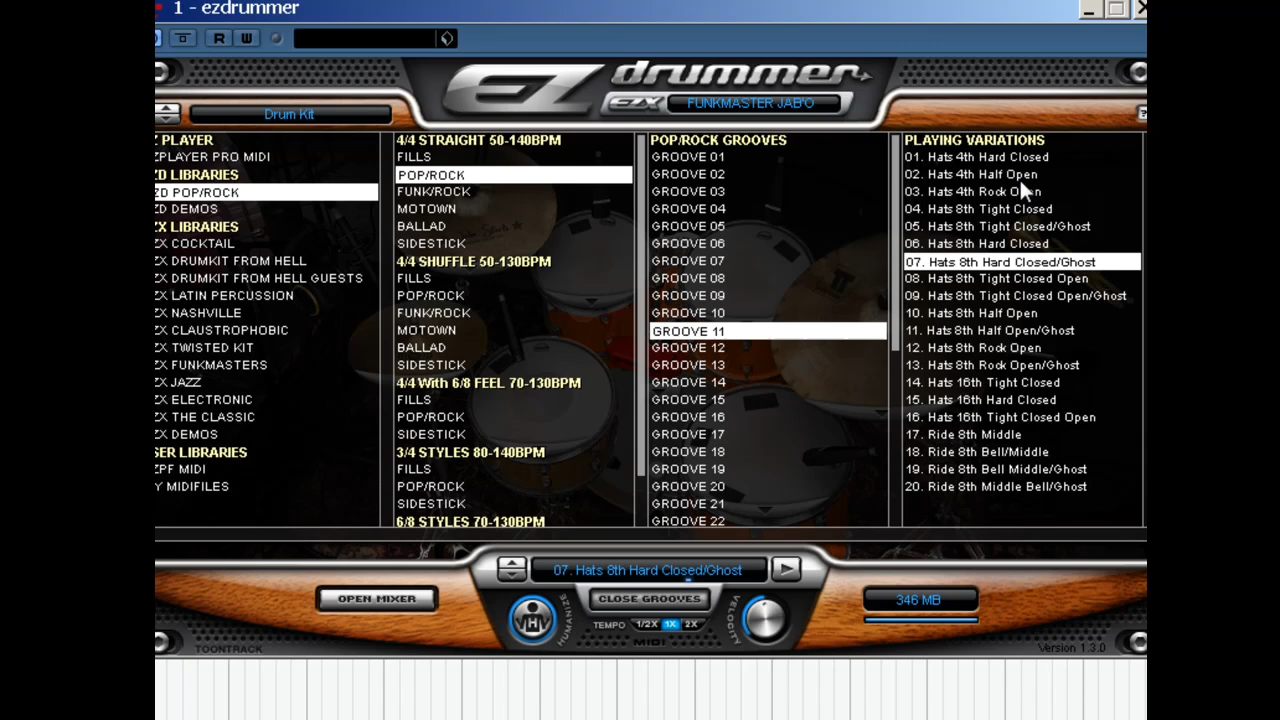 1 - ezdrummer
R W
EZ drummer
EZX FUNKMASTER JAB'O
Drum Kit
Z PLAYER
ZPLAYER PRO MIDI
ZD LIBRARIES
ZD POP/ROCK
ZD DEMOS
ZX LIBRARIES
ZX COCKTAIL
ZX DRUMKIT FROM HELL
ZX DRUMKIT FROM HELL GUESTS
ZX LATIN PERCUSSION
ZX NASHVILLE
ZX CLAUSTROPHOBIC
ZX TWISTED KIT
ZX FUNKMASTERS
ZX JAZZ
ZX ELECTRONIC
ZX THE CLASSIC
ZX DEMOS
SER LIBRARIES
ZPF MIDI
Y MIDIFILES
4/4 STRAIGHT 50-140BPM
FILLS
POP/ROCK
FUNK/ROCK
MOTOWN
BALLAD
SIDESTICK
4/4 SHUFFLE 50-130BPM
FILLS
POP/ROCK
FUNK/ROCK
MOTOWN
BALLAD
SIDESTICK
4/4 With 6/8 FEEL 70-130BPM
FILLS
POP/ROCK
SIDESTICK
3/4 STYLES 80-140BPM
FILLS
POP/ROCK
SIDESTICK
6/8 STYLES 70-130BPM
POP/ROCK GROOVES
GROOVE 01
GROOVE 02
GROOVE 03
GROOVE 04
GROOVE 05
GROOVE 06
GROOVE 07
GROOVE 08
GROOVE 09
GROOVE 10
GROOVE 11
GROOVE 12
GROOVE 13
GROOVE 14
GROOVE 15
GROOVE 16
GROOVE 17
GROOVE 18
GROOVE 19
GROOVE 20
GROOVE 21
GROOVE 22
PLAYING VARIATIONS
01. Hats 4th Hard Closed
02. Hats 4th Half Open
03. Hats 4th Rock Open
04. Hats 8th Tight Closed
05. Hats 8th Tight Closed/Ghost
06. Hats 8th Hard Closed
07. Hats 8th Hard Closed/Ghost
08. Hats 8th Tight Closed Open
09. Hats 8th Tight Closed Open/Ghost
10. Hats 8th Half Open
11. Hats 8th Half Open/Ghost
12. Hats 8th Rock Open
13. Hats 8th Rock Open/Ghost
14. Hats 16th Tight Closed
15. Hats 16th Hard Closed
16. Hats 16th Tight Closed Open
17. Ride 8th Middle
18. Ride 8th Bell/Middle
19. Ride 8th Bell Middle/Ghost
20. Ride 8th Middle Bell/Ghost
07. Hats 8th Hard Closed/Ghost
OPEN MIXER
HUMANIZE
CLOSE GROOVES
VELOCITY
346 MB
TEMPO 1/2X 1X 2X
MIDI
TOONTRACK
Version 1.3.0